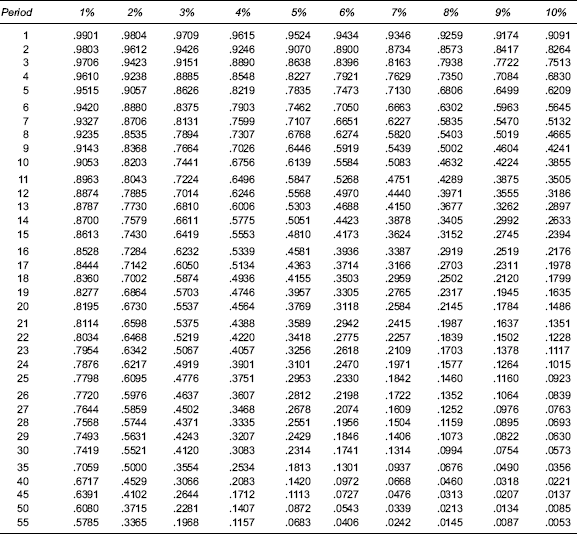 Period 1% 2% 3% 4% 5% 6% 7% 8% 9% 10%
1 .9901 .9804 .9709 .9615 .9524 .9434 .9346 .9259 .9174 .9091
2 .9803 .9612 .9426 .9246 .9070 .8900 .8734 .8573 .8417 .8264
3 .9706 .9423 .9151 .8890 .8638 .8396 .8163 .7938 .7722 .7513
4 .9610 .9238 .8885 .8548 .8227 .7921 .7629 .7350 .7084 .6830
5 .9515 .9057 .8626 .8219 .7835 .7473 .7130 .6806 .6499 .6209
6 .9420 .8880 .8375 .7903 .7462 .7050 .6663 .6302 .5963 .5645
7 .9327 .8706 .8131 .7599 .7107 .6651 .6227 .5835 .5470 .5132
8 .9235 .8535 .7894 .7307 .6768 .6274 .5820 .5403 .5019 .4665
9 .9143 .8368 .7664 .7026 .6446 .5919 .5439 .5002 .4604 .4241
10 .9053 .8203 .7441 .6756 .6139 .5584 .5083 .4632 .4224 .3855
11 .8963 .8043 .7224 .6496 .5847 .5268 .4751 .4289 .3875 .3505
12 .8874 .7885 .7014 .6246 .5568 .4970 .4440 .3971 .3555 .3186
13 .8787 .7730 .6810 .6006 .5303 .4688 .4150 .3677 .3262 .2897
14 .8700 .7579 .6611 .5775 .5051 .4423 .3878 .3405 .2992 .2633
15 .8613 .7430 .6419 .5553 .4810 .4173 .3624 .3152 .2745 .2394
16 .8528 .7284 .6232 .5339 .4581 .3936 .3387 .2919 .2519 .2176
17 .8444 .7142 .6050 .5134 .4363 .3714 .3166 .2703 .2311 .1978
18 .8360 .7002 .5874 .4936 .4155 .3503 .2959 .2502 .2120 .1799
19 .8277 .6864 .5703 .4746 .3957 .3305 .2765 .2317 .1945 .1635
20 .8195 .6730 .5537 .4564 .3769 .3118 .2584 .2145 .1784 .1486
21 .8114 .6598 .5375 .4388 .3589 .2942 .2415 .1987 .1637 .1351
22 .8034 .6468 .5219 .4220 .3418 .2775 .2257 .1839 .1502 .1228
23 .7954 .6342 .5067 .4057 .3256 .2618 .2109 .1703 .1378 .1117
24 .7876 .6217 .4919 .3901 .3101 .2470 .1971 .1577 .1264 .1015
25 .7798 .6095 .4776 .3751 .2953 .2330 .1842 .1460 .1160 .0923
26 .7720 .5976 .4637 .3607 .2812 .2198 .1722 .1352 .1064 .0839
27 .7644 .5859 .4502 .3468 .2678 .2074 .1609 .1252 .0976 .0763
28 .7568 .5744 .4371 .3335 .2551 .1956 .1504 .1159 .0895 .0693
29 .7493 .5631 .4243 .3207 .2429 .1846 .1406 .1073 .0822 .0630
30 .7419 .5521 .4120 .3083 .2314 .1741 .1314 .0994 .0754 .0573
35 .7059 .5000 .3554 .2534 .1813 .1301 .0937 .0676 .0490 .0356
40 .6717 .4529 .3066 .2083 .1420 .0972 .0668 .0460 .0318 .0221
45 .6391 .4102 .2644 .1712 .1113 .0727 .0476 .0313 .0207 .0137
50 .6080 .3715 .2281 .1407 .0872 .0543 .0339 .0213 .0134 .0085
55 .5785 .3365 .1968 .1157 .0683 .0406 .0242 .0145 .0087 .0053